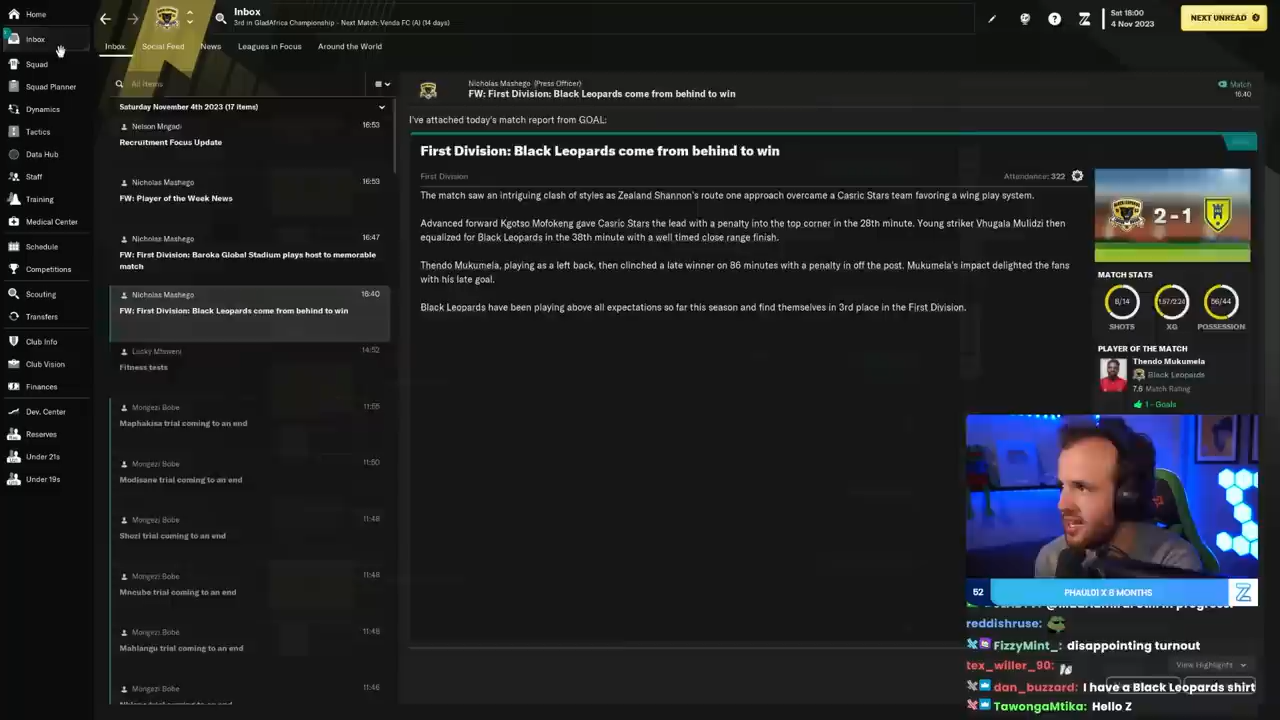 Home
Inbox
Squad
Squad Planner
Dynamics
Tactics
Data Hub
Staff
Training
Medical Center
Schedule
Competitions
Scouting
Transfers
Club Info
Club Vision
Finances
Dev. Center
Reserves
Under 21s
Under 19s
Inbox
3rd in GladAfrica Championship - Next Match: Venda FC (A) (14 days)
Sat 18:00
4 Nov 2023
NEXT UNREAD
Inbox Social Feed News Leagues in Focus Around the World
All items
Saturday November 4th 2023 (17 items)
Nelson Mngadi 16:53
Recruitment Focus Update
Nicholas Mashego 16:53
FW: Player of the Week News
Nicholas Mashego 16:47
FW: First Division: Baroka Global Stadium plays host to memorable
match
Nicholas Mashego 16:40
FW: First Division: Black Leopards come from behind to win
Lucky Mhaweni 14:52
Fitness tests
Mongezi Bobe 11:55
Maphakisa trial coming to an end
Mongezi Bobe 11:50
Modisane trial coming to an end
Mongezi Bobe 11:48
Shozi trial coming to an end
Mongezi Bobe 11:48
Mncube trial coming to an end
Mongezi Bobe 11:48
Mahlangu trial coming to an end
Mongezi Bobe 11:46
Nicholas Mashego (Press Officer)
FW: First Division: Black Leopards come from behind to win
Match
16:40
I've attached today's match report from GOAL:
First Division: Black Leopards come from behind to win
First Division
Attendance: 322
The match saw an intriguing clash of styles as Zealand Shannon's route one approach overcame a Casric Stars team favoring a wing play system.
Advanced forward Kgotso Mofokeng gave Casric Stars the lead with a penalty into the top corner in the 28th minute. Young striker Vhugala Mulidzi then
equalized for Black Leopards in the 38th minute with a well timed close range finish.
Thendo Mukumela, playing as a left back, then clinched a late winner on 86 minutes with a penalty in off the post. Mukumela's impact delighted the fans
with his late goal.
Black Leopards have been playing above all expectations so far this season and find themselves in 3rd place in the First Division.
2 - 1
MATCH STATS
8/14
1.57/2.24
56/44
SHOTS
XG
POSSESSION
PLAYER OF THE MATCH
Thendo Mukumela
Black Leopards
7.6 Match Rating
1 - Goals
52
PHAUL01 X 8 MONTHS
reddishruse:
FizzyMint_: disappointing turnout
tex_willer_90:
View Highlights
dan_buzzard: I have a Black Leopards shirt
TawongaMtika: Hello Z